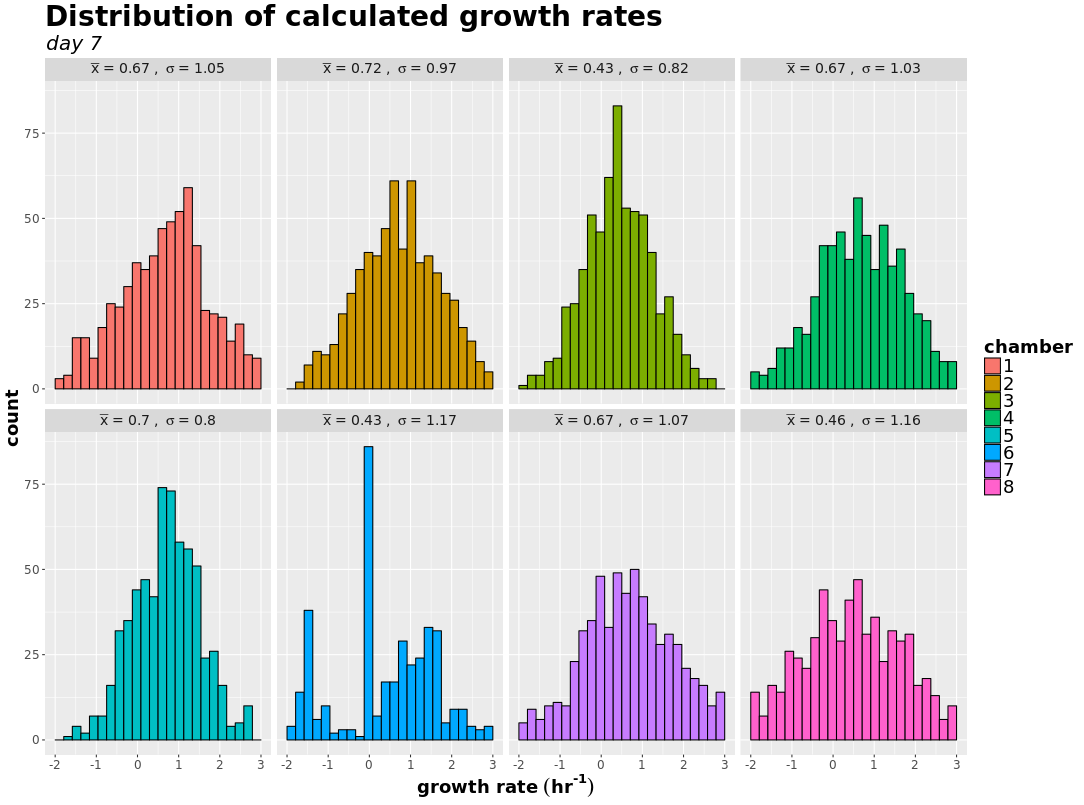 Distribution of calculated growth rates
day 7
x̅ = 0.67 , σ = 1.05
x̅ = 0.72 , σ = 0.97
x̅ = 0.43 , σ = 0.82
x̅ = 0.67 , σ = 1.03
75
50
25
0
x̅ = 0.7 , σ = 0.8
x̅ = 0.43 , σ = 1.17
x̅ = 0.67 , σ = 1.07
x̅ = 0.46 , σ = 1.16
75
50
25
0
-2 -1 0 1 2 3
-2 -1 0 1 2 3
-2 -1 0 1 2 3
-2 -1 0 1 2 3
growth rate (hr⁻¹)
count
chamber
1
2
3
4
5
6
7
8